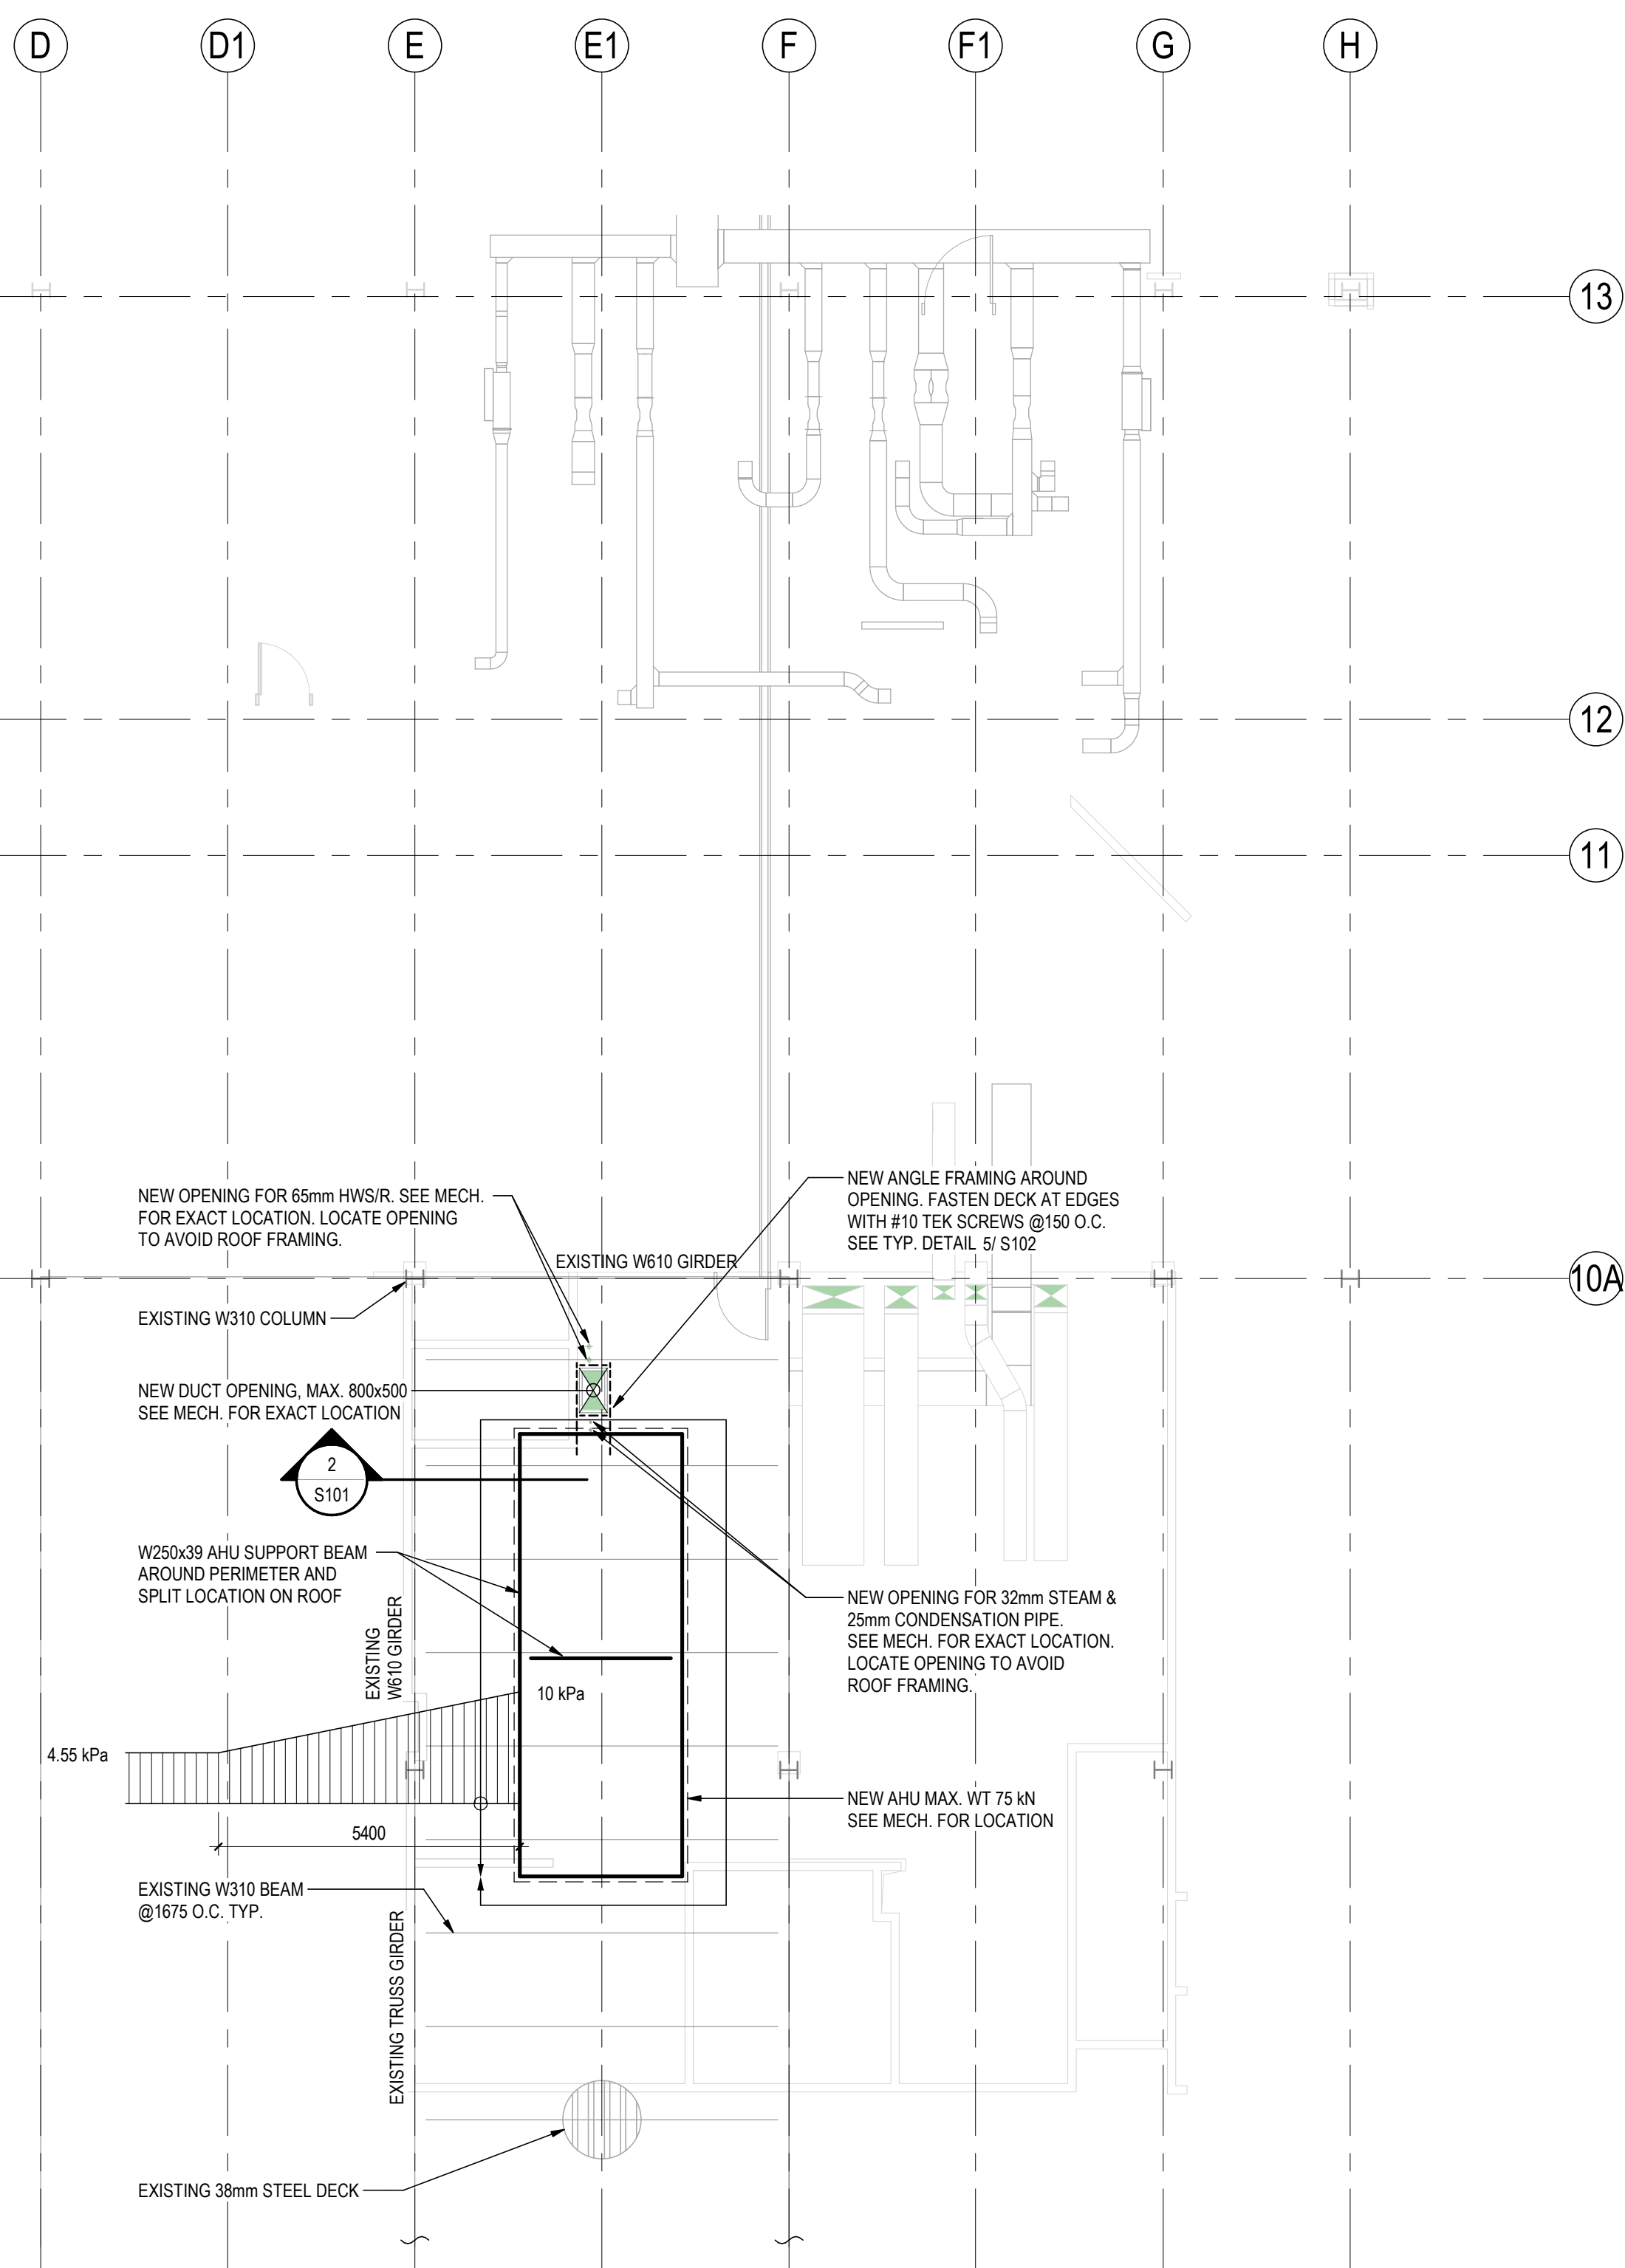 D
D1
E
E1
F
F1
G
H
13
12
11
NEW OPENING FOR 65mm HWS/R. SEE MECH.
FOR EXACT LOCATION. LOCATE OPENING
TO AVOID ROOF FRAMING.
NEW ANGLE FRAMING AROUND
OPENING. FASTEN DECK AT EDGES
WITH #10 TEK SCREWS @150 O.C.
SEE TYP. DETAIL 5/ S102
EXISTING W610 GIRDER
10A
EXISTING W310 COLUMN
NEW DUCT OPENING, MAX. 800x500
SEE MECH. FOR EXACT LOCATION
2
S101
W250x39 AHU SUPPORT BEAM
AROUND PERIMETER AND
SPLIT LOCATION ON ROOF
EXISTING
W610 GIRDER
NEW OPENING FOR 32mm STEAM &
25mm CONDENSATION PIPE.
SEE MECH. FOR EXACT LOCATION.
LOCATE OPENING TO AVOID
ROOF FRAMING.
10 kPa
4.55 kPa
NEW AHU MAX. WT 75 kN
SEE MECH. FOR LOCATION
5400
EXISTING W310 BEAM
@1675 O.C. TYP.
EXISTING TRUSS GIRDER
EXISTING 38mm STEEL DECK